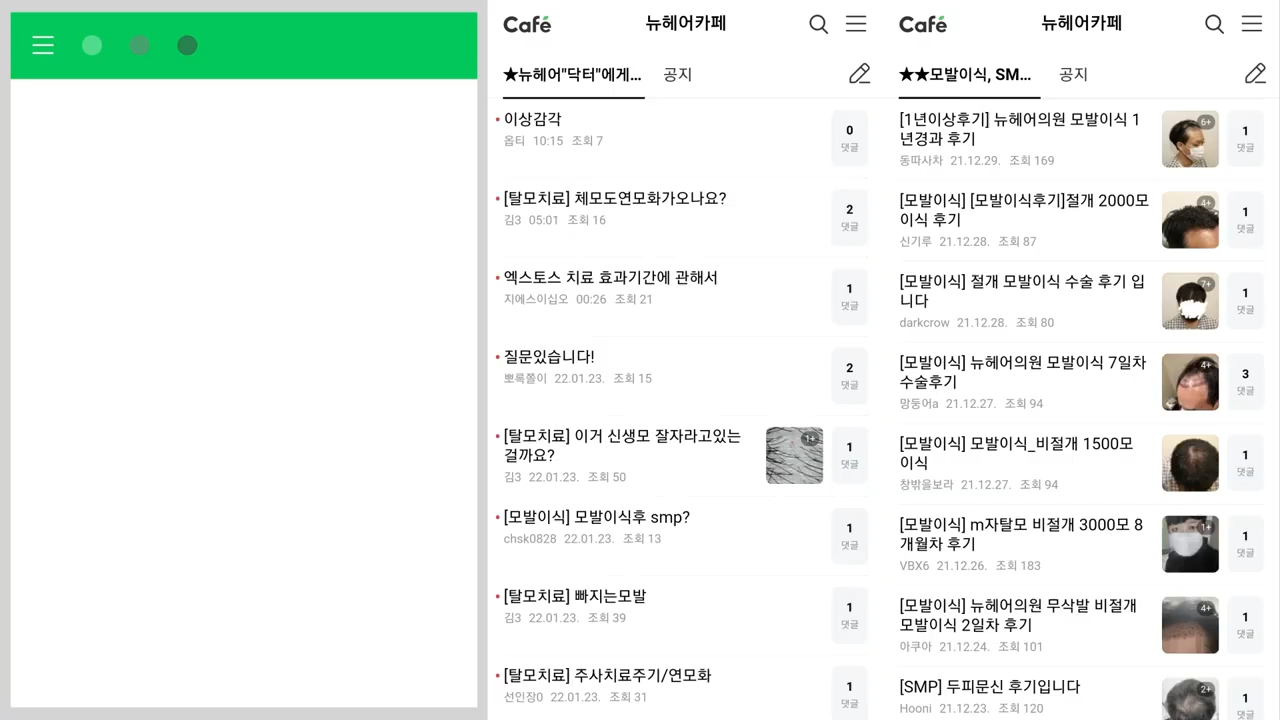 Café
뉴헤어카페
★뉴헤어"닥터"에게...
공지
이상감각
옵티 10:15 조회 7
0
댓글
[탈모치료] 체모도연모화가오나요?
김3 05:01 조회 16
2
댓글
엑스토스 치료 효과기간에 관해서
지에스이십오 00:26 조회 21
1
댓글
질문있습니다!
뽀록쫄이 22.01.23. 조회 15
2
댓글
[탈모치료] 이거 신생모 잘자라고있는
걸까요?
김3 22.01.23. 조회 50
1+
1
댓글
[모발이식] 모발이식후 smp?
chsk0828 22.01.23. 조회 13
1
댓글
[탈모치료] 빠지는모발
김3 22.01.23. 조회 39
1
댓글
[탈모치료] 주사치료주기/연모화
선인장0 22.01.23. 조회 31
1
댓글
Café
뉴헤어카페
★★모발이식, SM...
공지
[1년이상후기] 뉴헤어의원 모발이식 1
년경과 후기
동따사차 21.12.29. 조회 169
6+
1
댓글
[모발이식] [모발이식후기]절개 2000모
이식 후기
신기루 21.12.28. 조회 87
4+
1
댓글
[모발이식] 절개 모발이식 수술 후기 입
니다
darkcrow 21.12.28. 조회 80
7+
1
댓글
[모발이식] 뉴헤어의원 모발이식 7일차
수술후기
망둥어a 21.12.27. 조회 94
4+
3
댓글
[모발이식] 모발이식_비절개 1500모
이식
창밖을보라 21.12.27. 조회 94
1
댓글
[모발이식] m자탈모 비절개 3000모 8
개월차 후기
VBX6 21.12.26. 조회 183
1+
1
댓글
[모발이식] 뉴헤어의원 무삭발 비절개
모발이식 2일차 후기
아쿠아 21.12.24. 조회 101
4+
1
댓글
[SMP] 두피문신 후기입니다
Hooni 21.12.23. 조회 120
2+
1
댓글